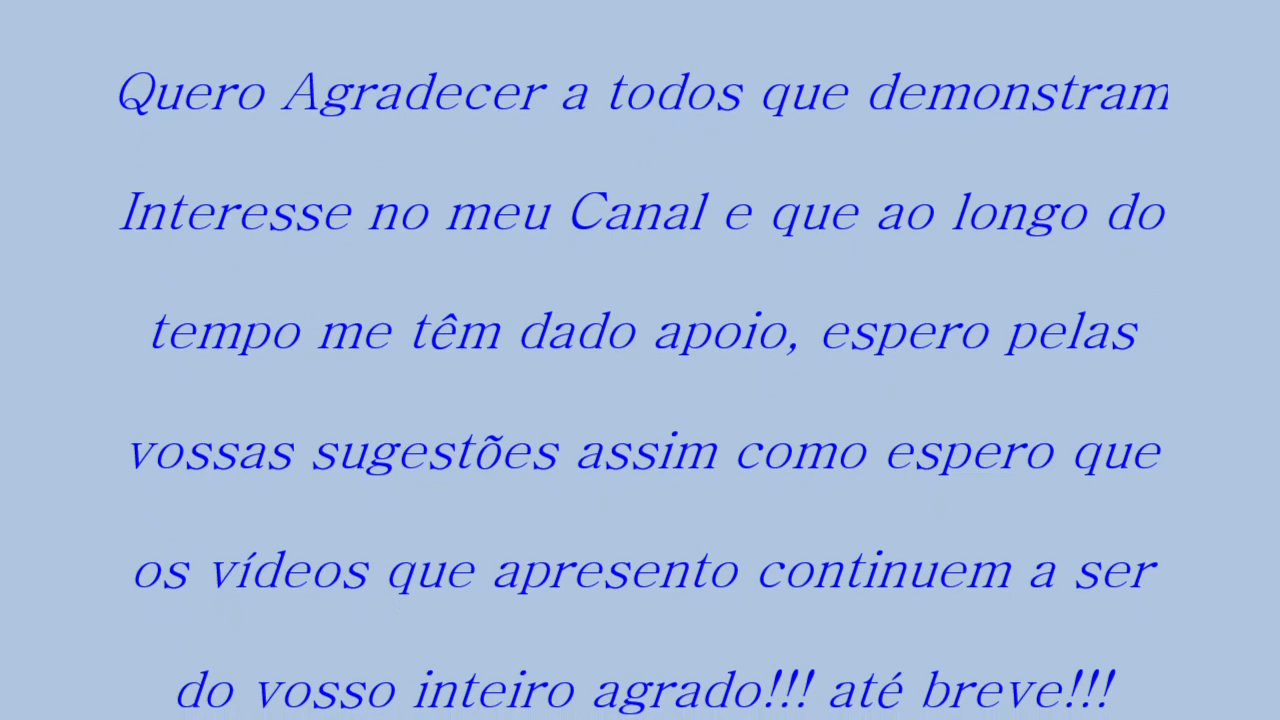 Quero Agradecer a todos que demonstram
Interesse no meu Canal e que ao longo do
tempo me têm dado apoio, espero pelas
vossas sugestões assim como espero que
os vídeos que apresento continuem a ser
do vosso inteiro agrado!!! até breve!!!